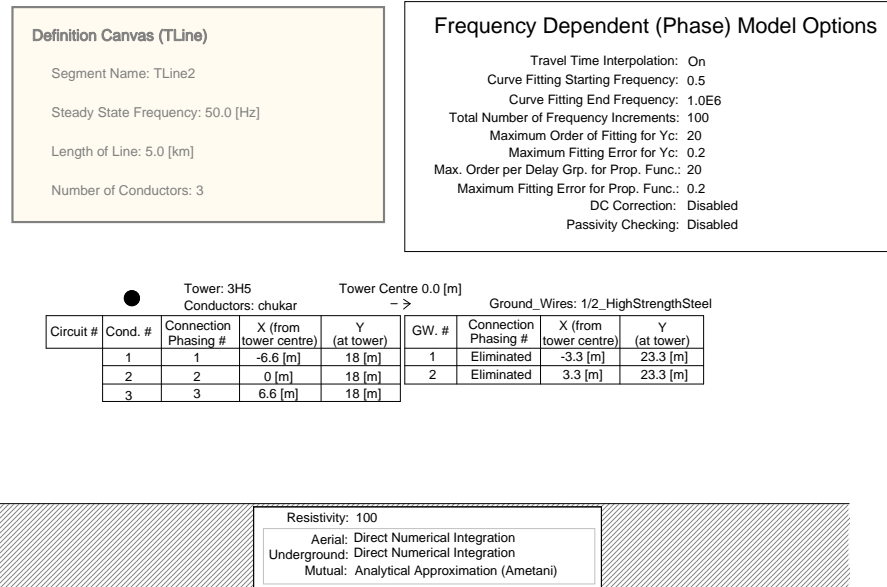 Definition Canvas (TLine)
Segment Name: TLine2
Steady State Frequency: 50.0 [Hz]
Length of Line: 5.0 [km]
Number of Conductors: 3
Frequency Dependent (Phase) Model Options
Travel Time Interpolation: On
Curve Fitting Starting Frequency: 0.5
Curve Fitting End Frequency: 1.0E6
Total Number of Frequency Increments: 100
Maximum Order of Fitting for Yc: 20
Maximum Fitting Error for Yc: 0.2
Max. Order per Delay Grp. for Prop. Func.: 20
Maximum Fitting Error for Prop. Func.: 0.2
DC Correction: Disabled
Passivity Checking: Disabled
Tower: 3H5 Tower Centre 0.0 [m]
Conductors: chukar Ground_Wires: 1/2_HighStrengthSteel
Circuit # Cond. # Connection Phasing # X (from tower centre) Y (at tower) GW. # Connection Phasing # X (from tower centre) Y (at tower)
1 1 -6.6 [m] 18 [m] 1 Eliminated -3.3 [m] 23.3 [m]
2 2 0 [m] 18 [m] 2 Eliminated 3.3 [m] 23.3 [m]
3 3 6.6 [m] 18 [m]
Resistivity: 100
Aerial: Direct Numerical Integration
Underground: Direct Numerical Integration
Mutual: Analytical Approximation (Ametani)